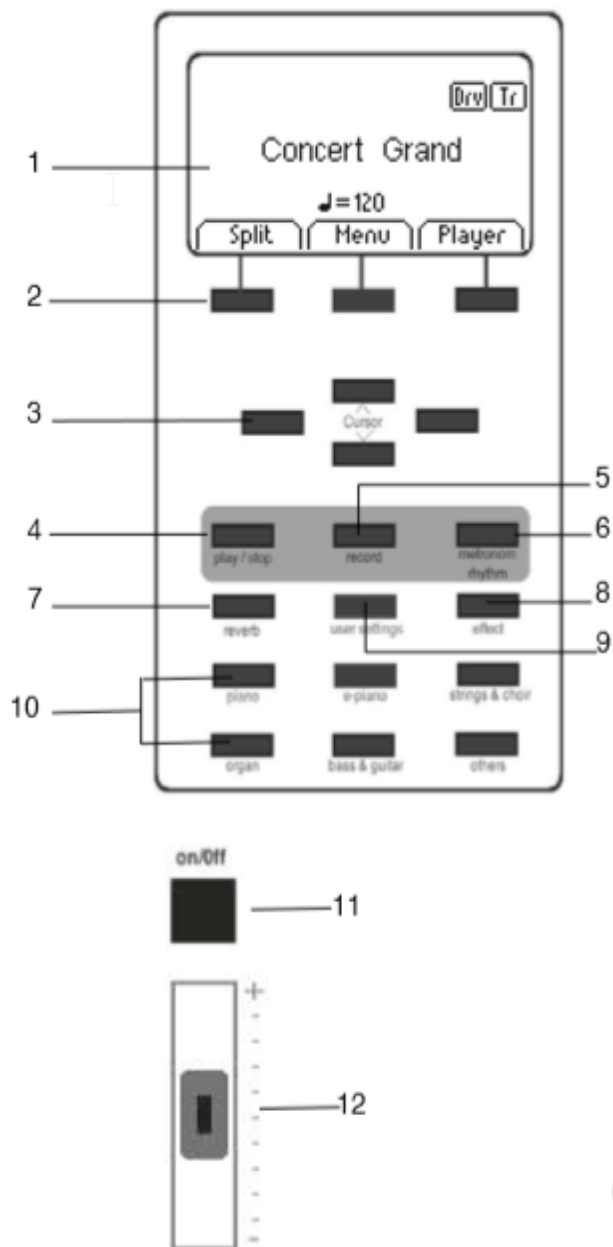 Drv Tr
Concert Grand
1
♩=120
Split Menu Player
2
3 Cursor
5
4 play / stop record metronom 6
rhythm
7 8
reverb user settings effect
9
piano e-piano strings & choir
10
organ bass & guitar others
on/0ff
11
+
12
-